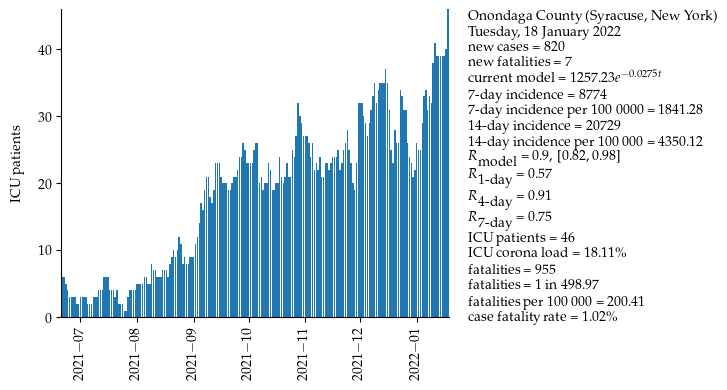 Onondaga County (Syracuse, New York)
Tuesday, 18 January 2022
new cases = 820
new fatalities = 7
current model = 1257.23e^{-0.0275t}
7-day incidence = 8774
7-day incidence per 100 0000 = 1841.28
14-day incidence = 20729
14-day incidence per 100 000 = 4350.12
R_model = 0.9, [0.82, 0.98]
R_1-day = 0.57
R_4-day = 0.91
R_7-day = 0.75
ICU patients = 46
ICU corona load = 18.11%
fatalities = 955
fatalities = 1 in 498.97
fatalities per 100 000 = 200.41
case fatality rate = 1.02%
ICU patients
40
30
20
10
0
2021−07
2021−08
2021−09
2021−10
2021−11
2021−12
2022−01